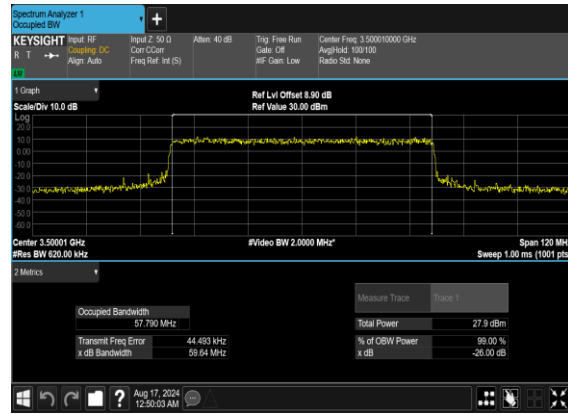 Spectrum Analyzer 1
Occupied BW
+
KEYSIGHT
R T
LXI
Input: RF
Coupling: DC
Align: Auto
Input Z: 50 Ω
Corr CCorr
Freq Ref: Int (S)
Atten: 40 dB
Trig: Free Run
Gate: Off
#IF Gain: Low
Center Freq: 3.500010000 GHz
Avg|Hold: 100/100
Radio Std: None
1 Graph
Scale/Div 10.0 dB
Ref Lvl Offset 8.90 dB
Ref Value 30.00 dBm
Log
20.0
10.0
0.00
-10.0
-20.0
-30.0
-40.0
-50.0
-60.0
Center 3.50001 GHz
#Res BW 620.00 kHz
#Video BW 2.0000 MHz*
Span 120 MH
Sweep 1.00 ms (1001 pts
2 Metrics
Measure Trace Trace 1
Occupied Bandwidth
57.790 MHz
Total Power 27.9 dBm
Transmit Freq Error 44.493 kHz
% of OBW Power 99.00 %
x dB Bandwidth 59.64 MHz
x dB -26.00 dB
?
Aug 17, 2024
12:50:03 AM